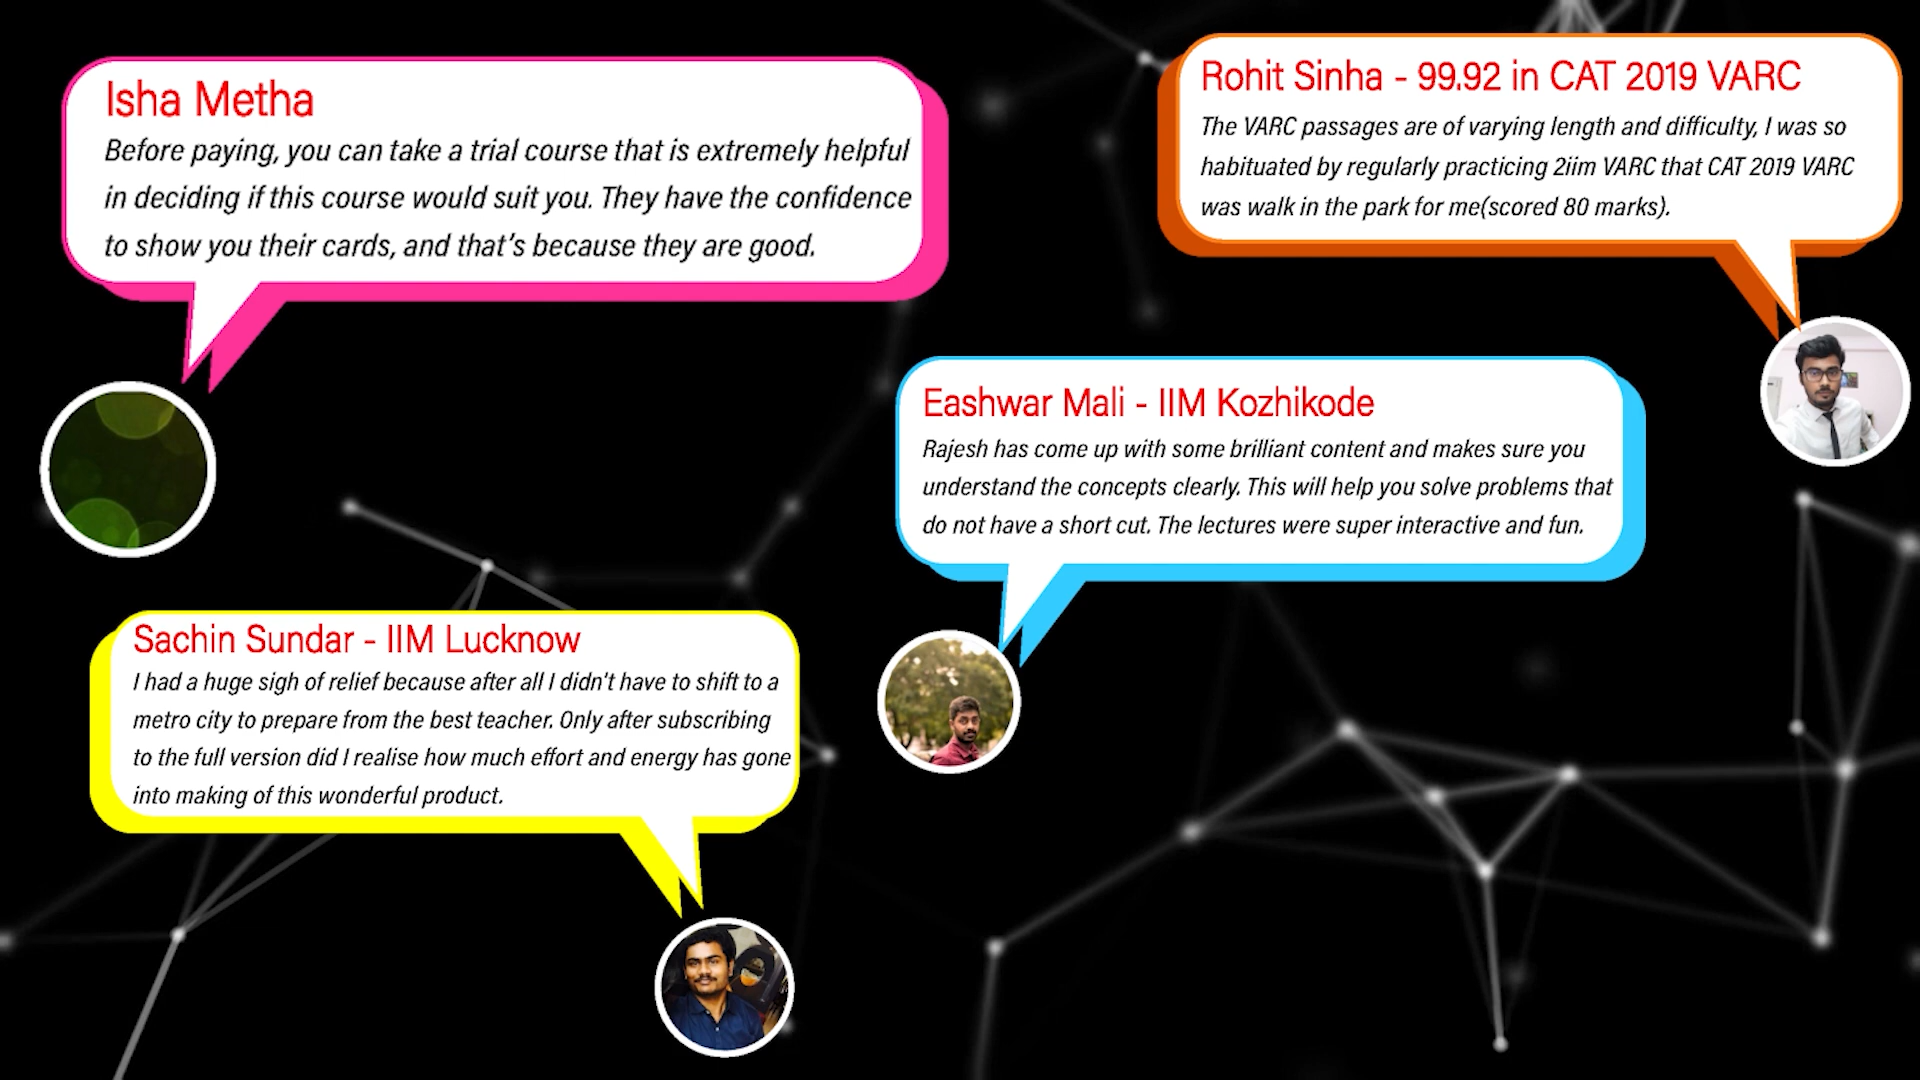 Isha Metha
Before paying, you can take a trial course that is extremely helpful
in deciding if this course would suit you. They have the confidence
to show you their cards, and that's because they are good.
Rohit Sinha - 99.92 in CAT 2019 VARC
The VARC passages are of varying length and difficulty, I was so
habituated by regularly practicing 2iim VARC that CAT 2019 VARC
was walk in the park for me(scored 80 marks).
Eashwar Mali - IIM Kozhikode
Rajesh has come up with some brilliant content and makes sure you
understand the concepts clearly. This will help you solve problems that
do not have a short cut. The lectures were super interactive and fun.
Sachin Sundar - IIM Lucknow
I had a huge sigh of relief because after all I didn't have to shift to a
metro city to prepare from the best teacher. Only after subscribing
to the full version did I realise how much effort and energy has gone
into making of this wonderful product.